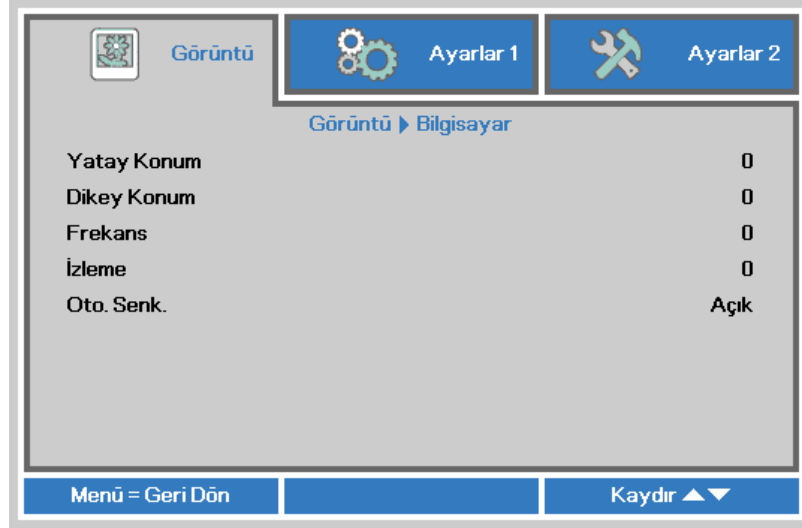 Görüntü
Ayarlar 1
Ayarlar 2
Görüntü ▶ Bilgisayar
Yatay Konum 0
Dikey Konum 0
Frekans 0
İzleme 0
Oto. Senk. Açık
Menü = Geri Dön
Kaydır ▲▼